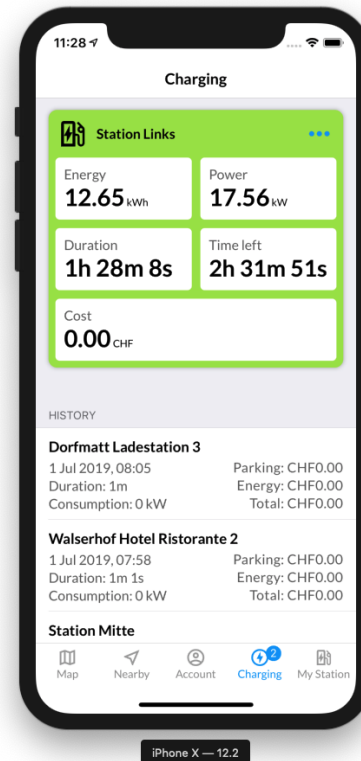 11:28
Charging
Station Links
Energy
12.65 kWh
Power
17.56 kW
Duration
1h 28m 8s
Time left
2h 31m 51s
Cost
0.00 CHF
HISTORY
Dorfmatt Ladestation 3
1 Jul 2019, 08:05 Parking: CHF0.00
Duration: 1m Energy: CHF0.00
Consumption: 0 kW Total: CHF0.00
Walserhof Hotel Ristorante 2
1 Jul 2019, 07:58 Parking: CHF0.00
Duration: 1m 1s Energy: CHF0.00
Consumption: 0 kW Total: CHF0.00
Station Mitte
2
Map Nearby Account Charging My Station
iPhone X — 12.2